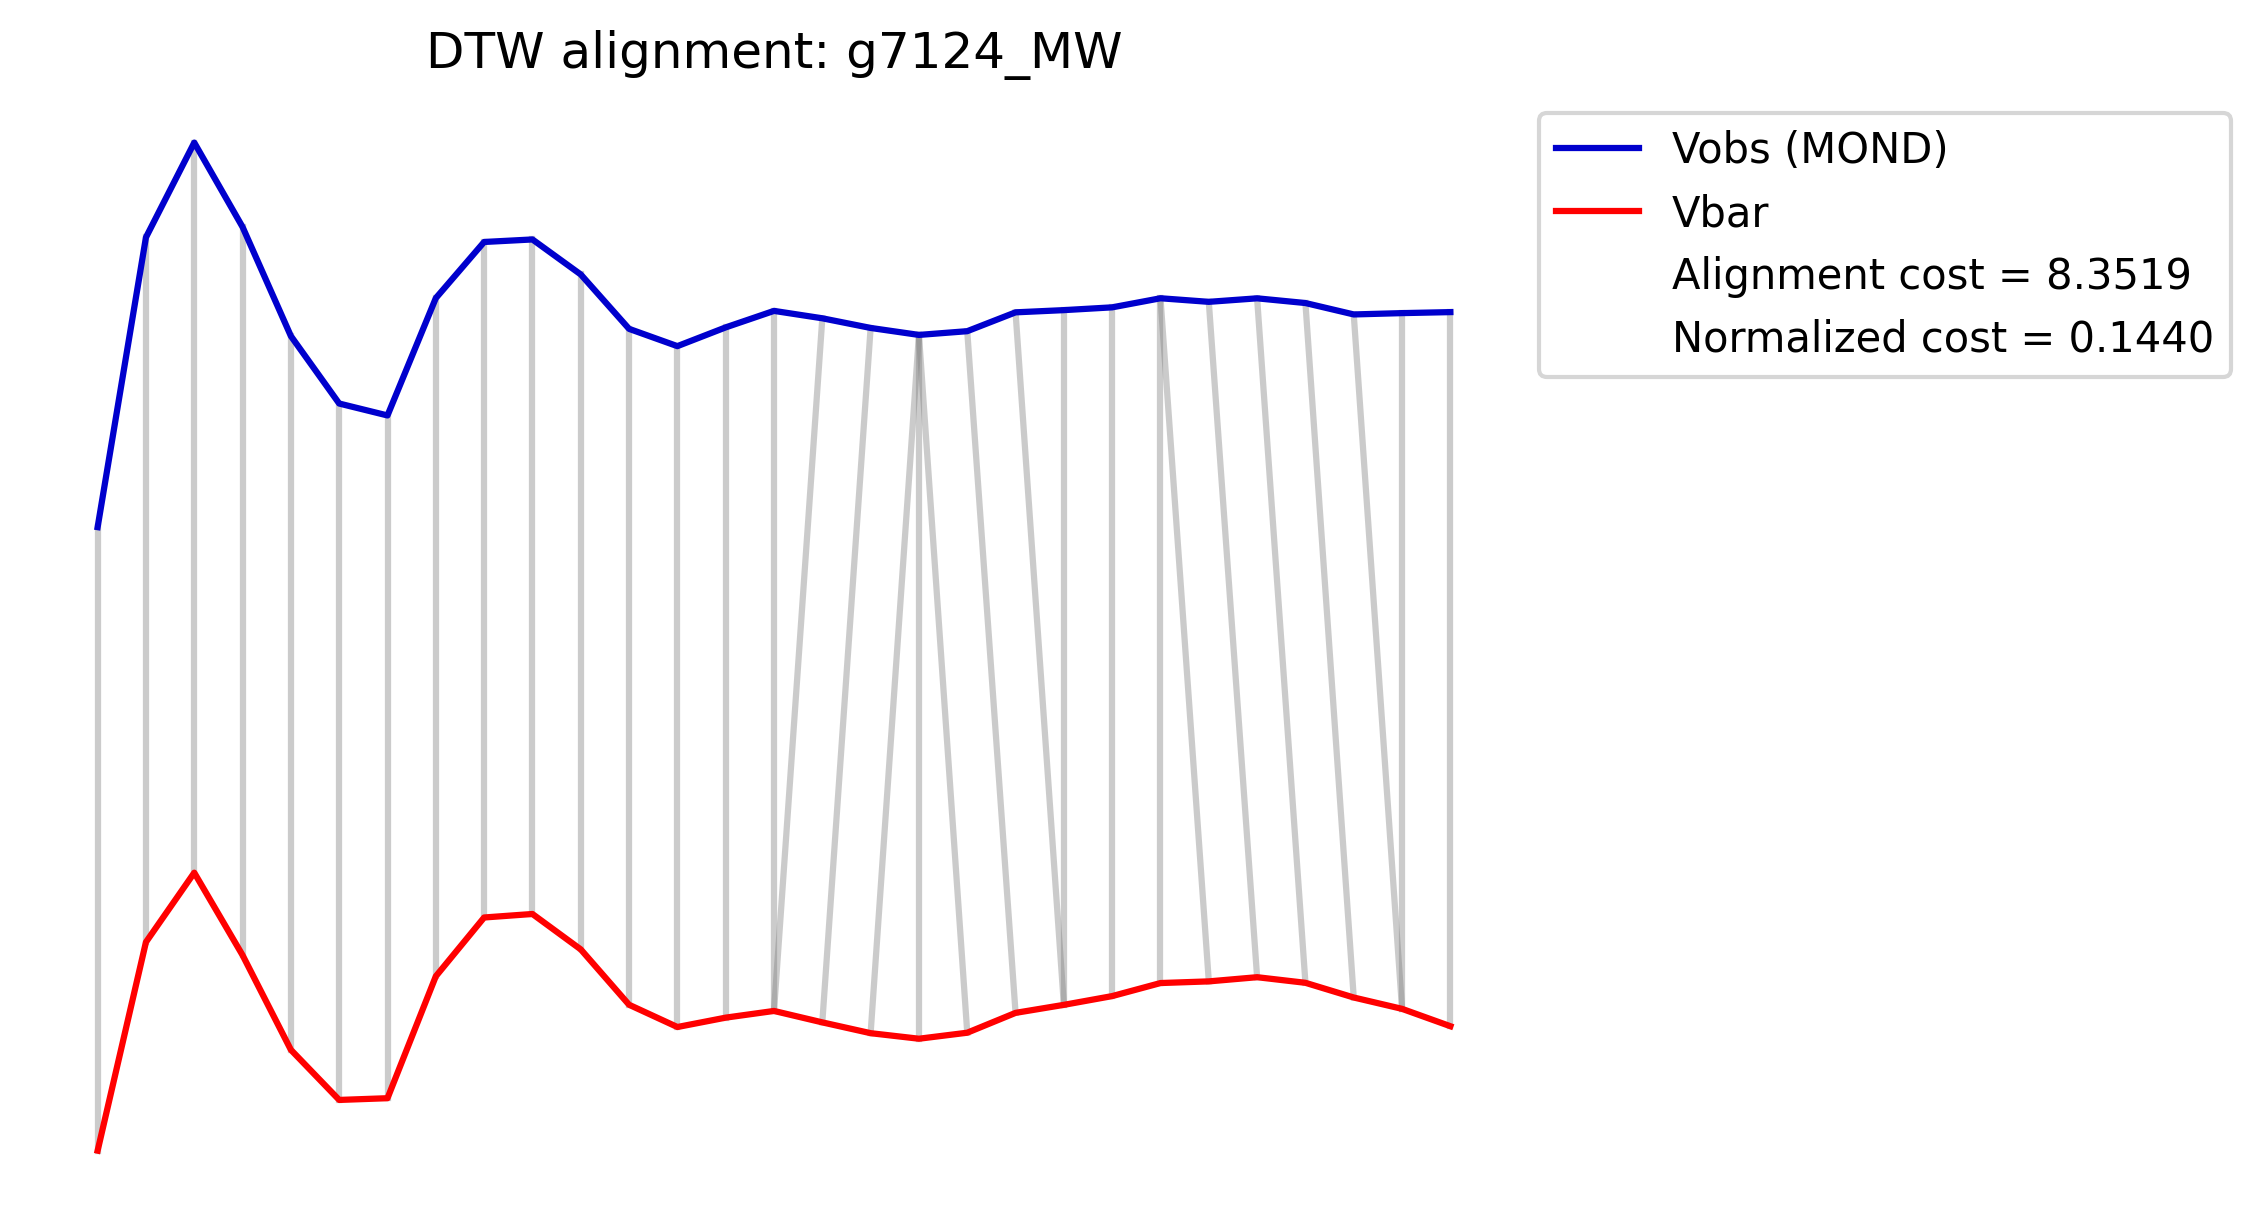 DTW alignment: g7124_MW
Vobs (MOND)
Vbar
Alignment cost = 8.3519
Normalized cost = 0.1440